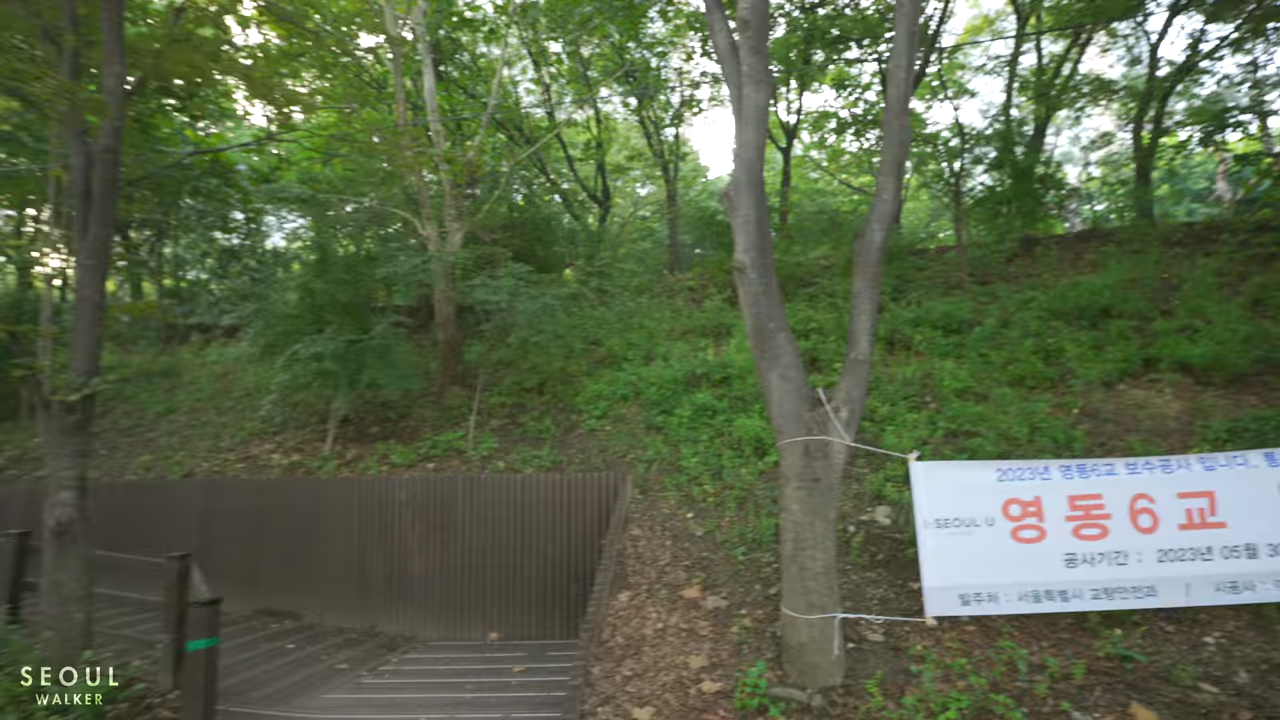 2023년 영동6교 보수공사 입니다. 통
I·SEOUL·U
영동6교
공사기간 : 2023년 05월 30
발주처 : 서울특별시 교량안전과 | 시공사 :
SEOUL
WALKER